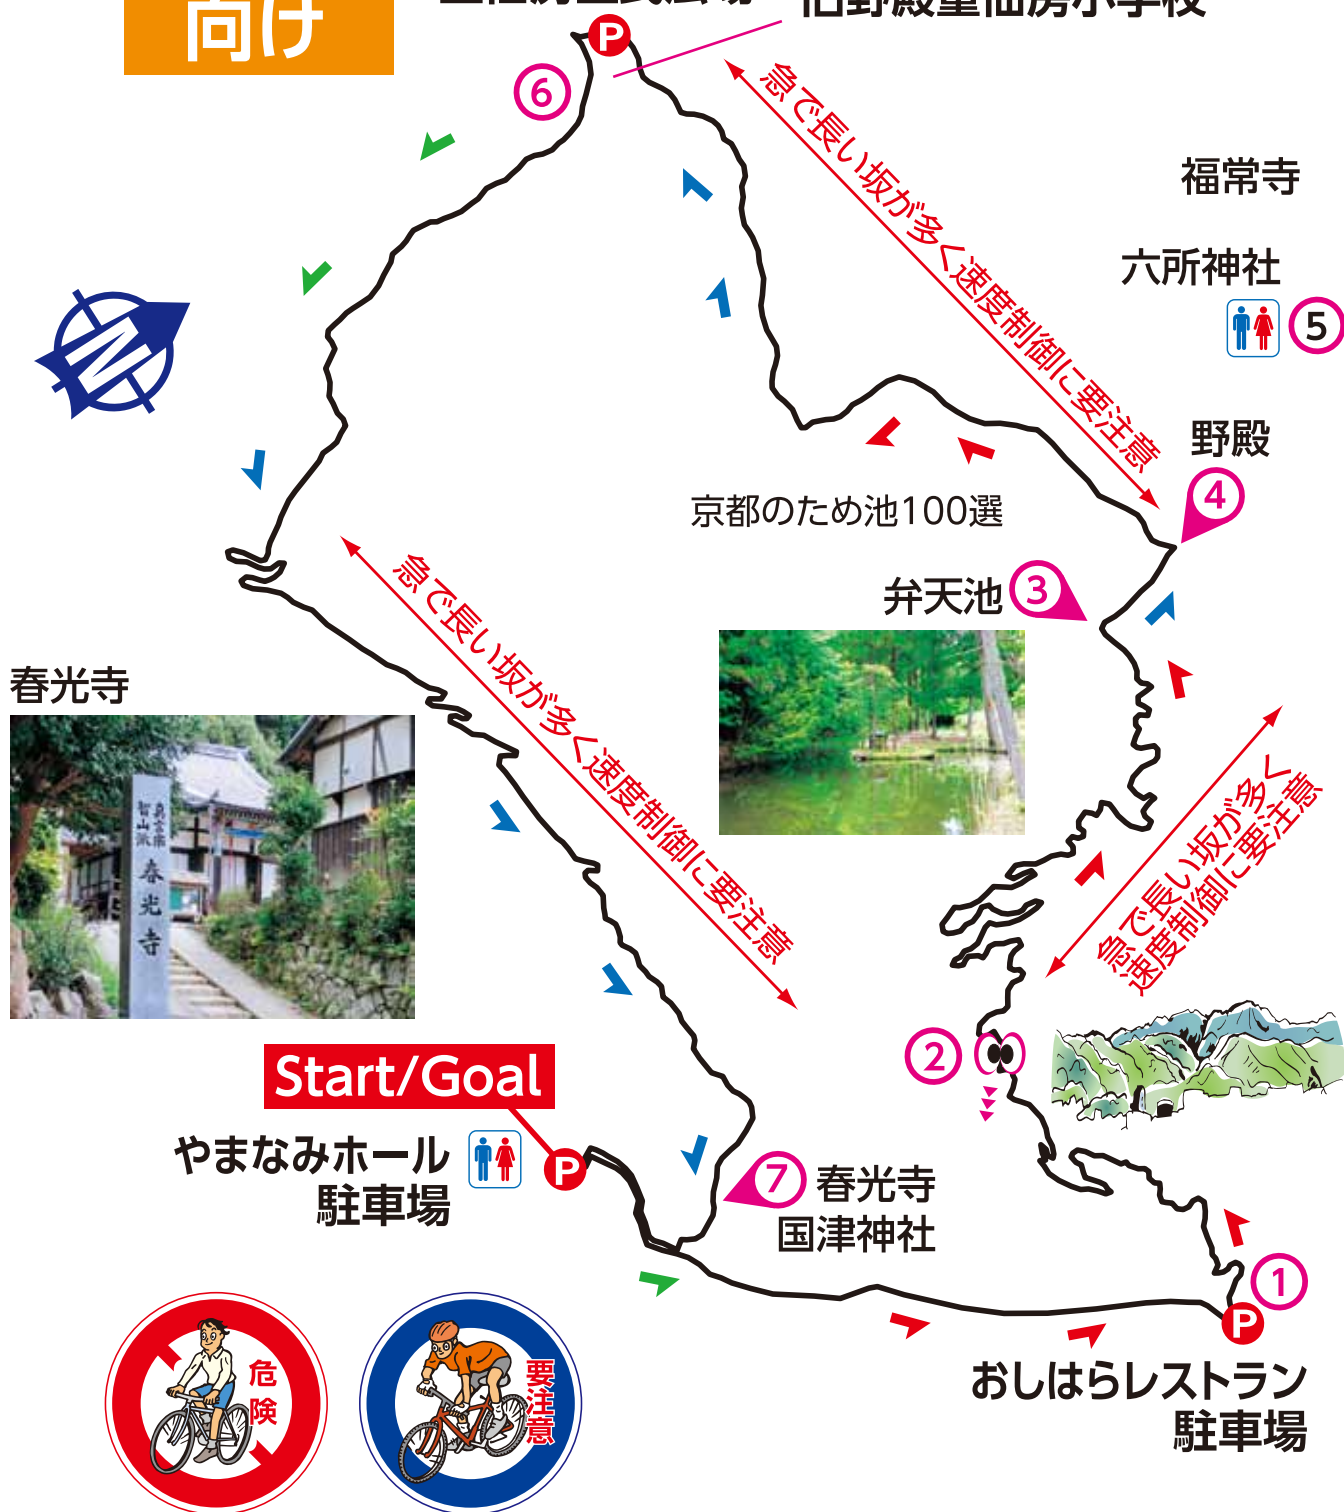 向け
旧野殿童仙房小学校
P
6
急で長い坂が多く速度制御に要注意
福常寺
六所神社
5
N
野殿
4
京都のため池100選
弁天池
3
急で長い坂が多く速度制御に要注意
春光寺
春光寺
急で長い坂が多く
速度制御に要注意
2
Start/Goal
やまなみホール
駐車場
P
7
春光寺
国津神社
1
P
おしはらレストラン
駐車場
危険
要注意